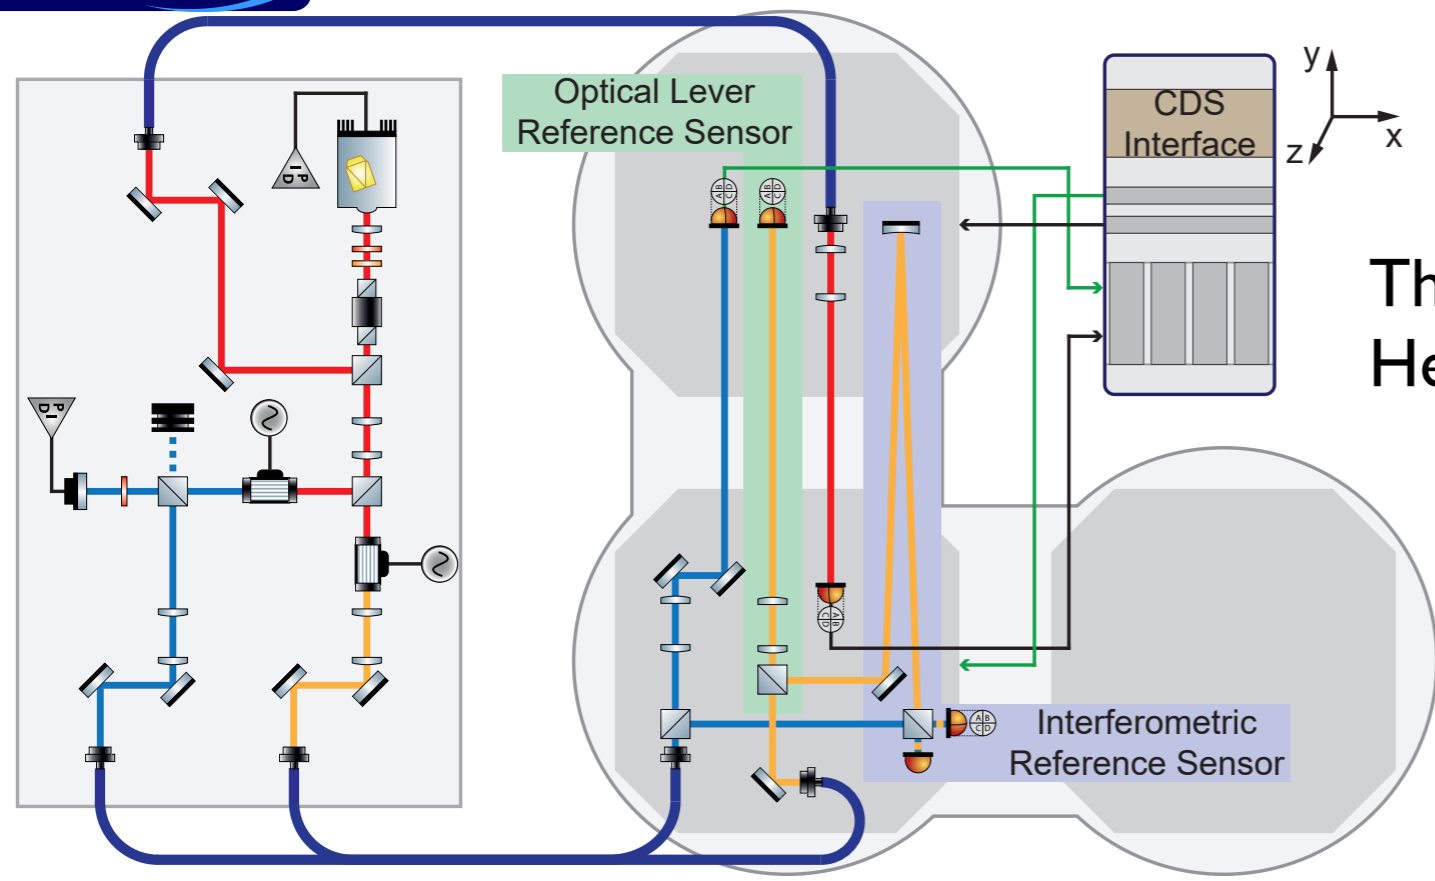 Optical Lever
Reference Sensor
CDS
Interface
y
x
z
P I
D
A B
C D
A B
C D
Th
He
P I
D
A B
C D
A B
C D
Interferometric
Reference Sensor